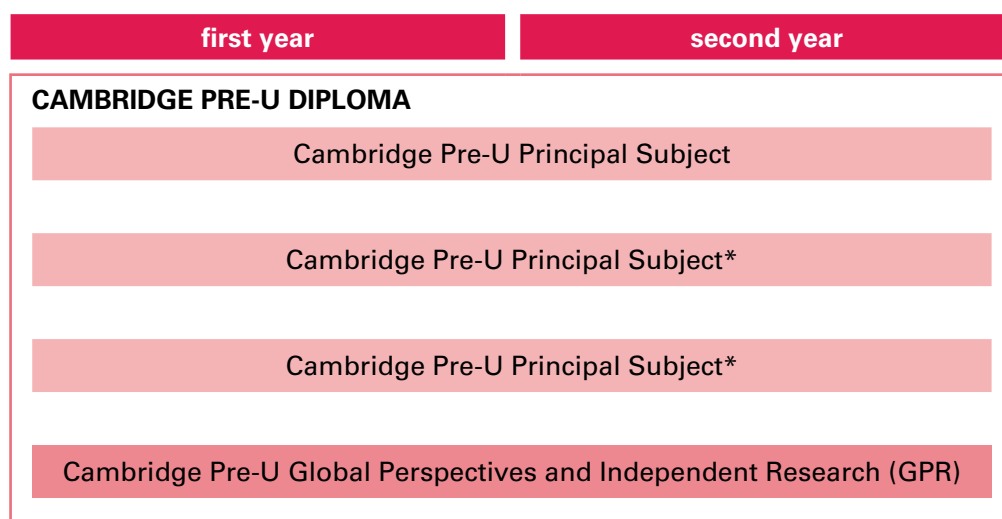 first year
second year
CAMBRIDGE PRE-U DIPLOMA
Cambridge Pre-U Principal Subject
Cambridge Pre-U Principal Subject*
Cambridge Pre-U Principal Subject*
Cambridge Pre-U Global Perspectives and Independent Research (GPR)